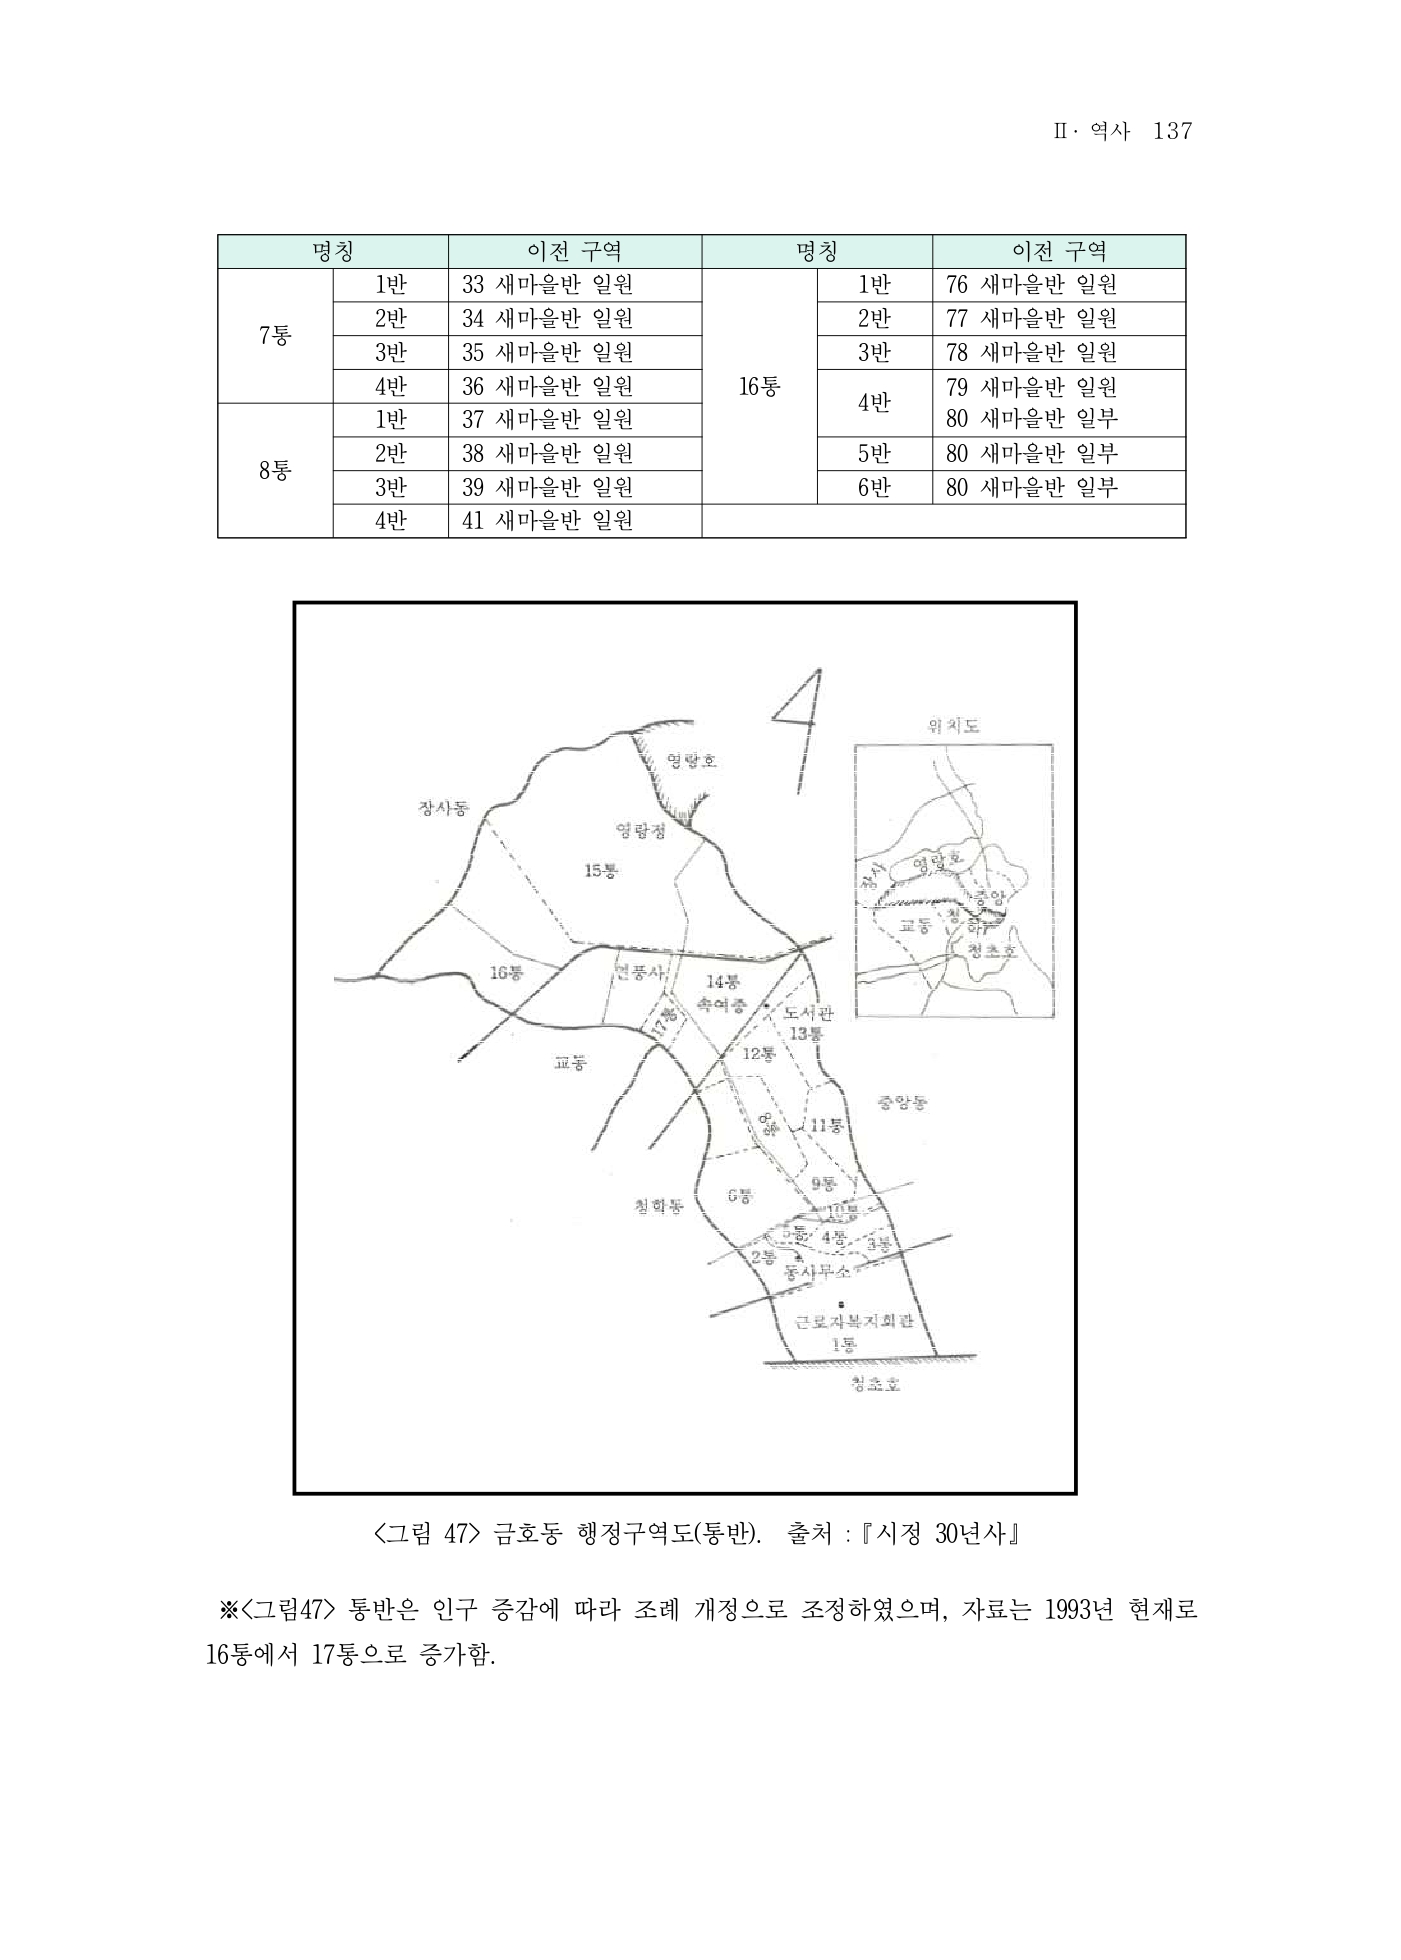 Ⅱ· 역사 137
명칭 이전 구역 명칭 이전 구역
7통 1반 33 새마을반 일원 16통 1반 76 새마을반 일원
2반 34 새마을반 일원 2반 77 새마을반 일원
3반 35 새마을반 일원 3반 78 새마을반 일원
4반 36 새마을반 일원 4반 79 새마을반 일원
8통 1반 37 새마을반 일원 80 새마을반 일부
2반 38 새마을반 일원 5반 80 새마을반 일부
3반 39 새마을반 일원 6반 80 새마을반 일부
4반 41 새마을반 일원
위치도
영랑호
장사동
영랑정
15통
장사
영랑호
중앙
교동
청초호
16통
14통
속여중
17통
도서관
13통
12통
교동
중앙동
8통
11통
9통
6통
청학동
10통
5통
4통
3통
2통
동사무소
근로자복지회관
1통
청초호
<그림 47> 금호동 행정구역도(통반). 출처 :『시정 30년사』
※<그림47> 통반은 인구 증감에 따라 조례 개정으로 조정하였으며, 자료는 1993년 현재로
16통에서 17통으로 증가함.